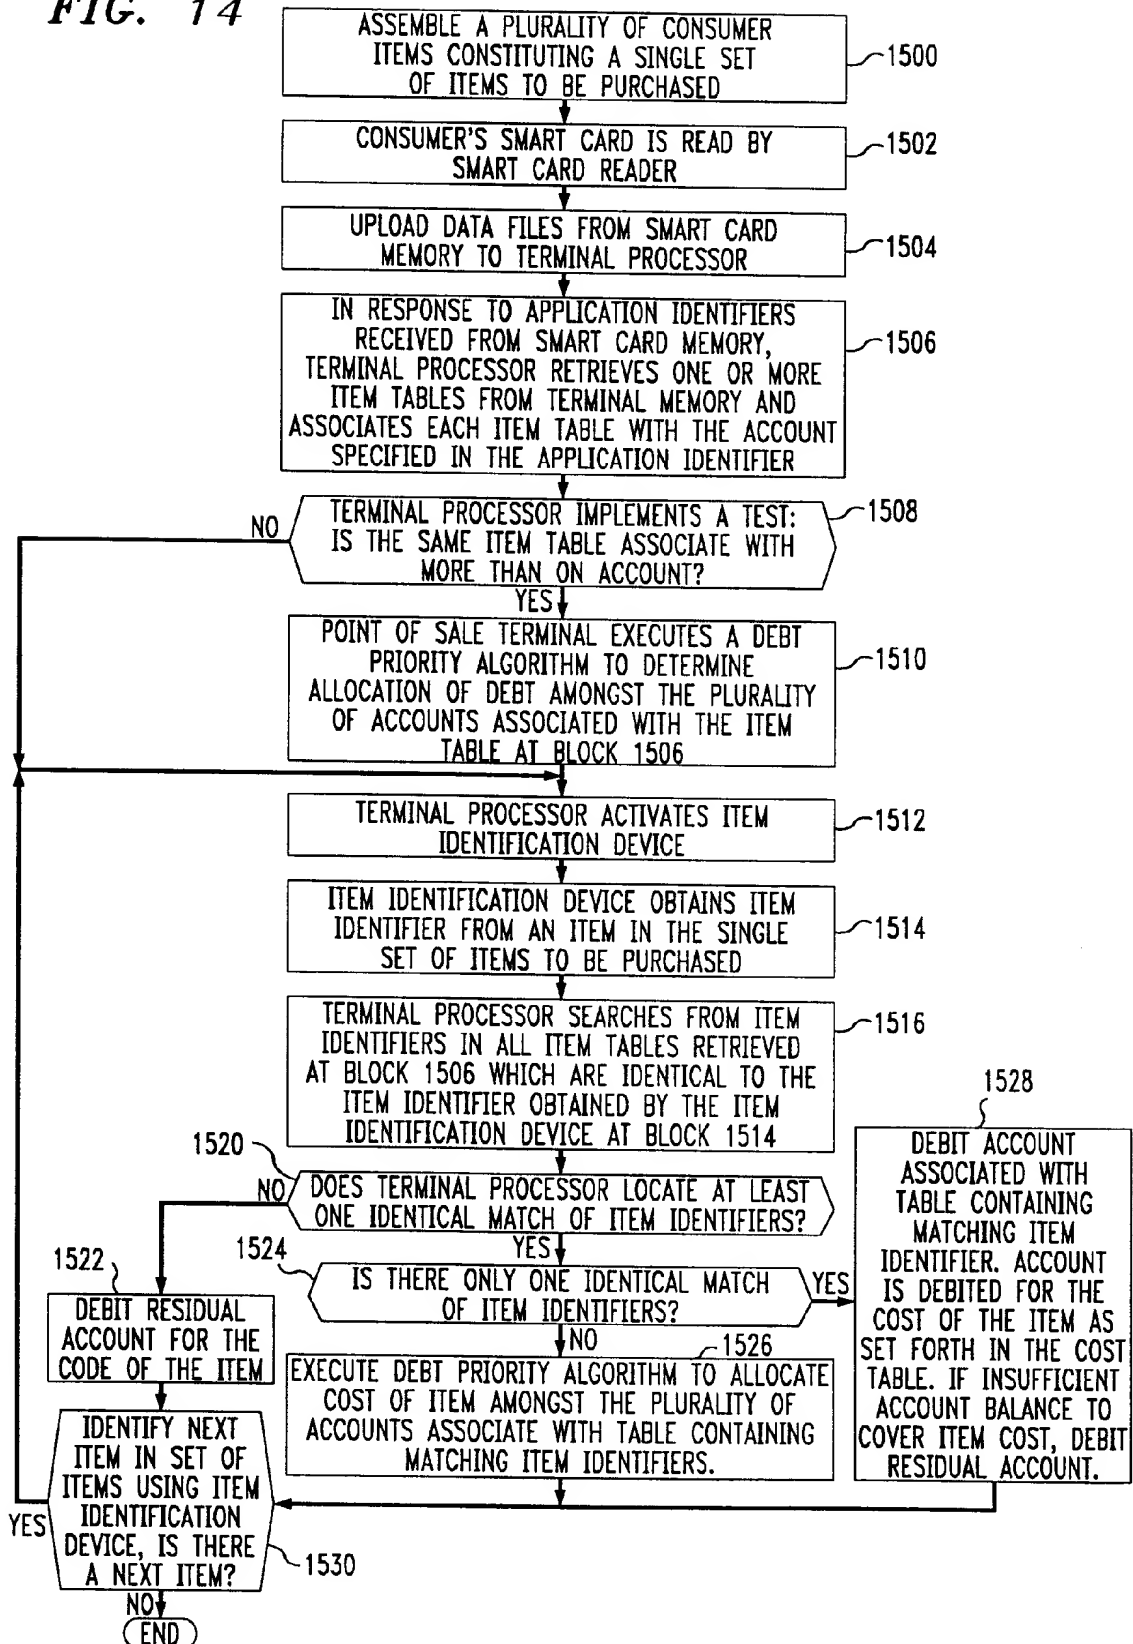 FIG. 14
ASSEMBLE A PLURALITY OF CONSUMER
ITEMS CONSTITUTING A SINGLE SET
OF ITEMS TO BE PURCHASED
1500
CONSUMER'S SMART CARD IS READ BY
SMART CARD READER
1502
UPLOAD DATA FILES FROM SMART CARD
MEMORY TO TERMINAL PROCESSOR
1504
IN RESPONSE TO APPLICATION IDENTIFIERS
RECEIVED FROM SMART CARD MEMORY,
TERMINAL PROCESSOR RETRIEVES ONE OR MORE
ITEM TABLES FROM TERMINAL MEMORY AND
ASSOCIATES EACH ITEM TABLE WITH THE ACCOUNT
SPECIFIED IN THE APPLICATION IDENTIFIER
1506
TERMINAL PROCESSOR IMPLEMENTS A TEST:
IS THE SAME ITEM TABLE ASSOCIATE WITH
MORE THAN ON ACCOUNT?
1508
NO
YES
POINT OF SALE TERMINAL EXECUTES A DEBT
PRIORITY ALGORITHM TO DETERMINE
ALLOCATION OF DEBT AMONGST THE PLURALITY
OF ACCOUNTS ASSOCIATED WITH THE ITEM
TABLE AT BLOCK 1506
1510
TERMINAL PROCESSOR ACTIVATES ITEM
IDENTIFICATION DEVICE
1512
ITEM IDENTIFICATION DEVICE OBTAINS ITEM
IDENTIFIER FROM AN ITEM IN THE SINGLE
SET OF ITEMS TO BE PURCHASED
1514
TERMINAL PROCESSOR SEARCHES FROM ITEM
IDENTIFIERS IN ALL ITEM TABLES RETRIEVED
AT BLOCK 1506 WHICH ARE IDENTICAL TO THE
ITEM IDENTIFIER OBTAINED BY THE ITEM
IDENTIFICATION DEVICE AT BLOCK 1514
1516
1520
DOES TERMINAL PROCESSOR LOCATE AT LEAST
ONE IDENTICAL MATCH OF ITEM IDENTIFIERS?
NO
YES
1522
DEBIT RESIDUAL
ACCOUNT FOR THE
CODE OF THE ITEM
1524
IS THERE ONLY ONE IDENTICAL MATCH
OF ITEM IDENTIFIERS?
YES
NO
1526
EXECUTE DEBT PRIORITY ALGORITHM TO ALLOCATE
COST OF ITEM AMONGST THE PLURALITY OF
ACCOUNTS ASSOCIATE WITH TABLE CONTAINING
MATCHING ITEM IDENTIFIERS.
1528
DEBIT ACCOUNT
ASSOCIATED WITH
TABLE CONTAINING
MATCHING ITEM
IDENTIFIER. ACCOUNT
IS DEBITED FOR THE
COST OF THE ITEM AS
SET FORTH IN THE COST
TABLE. IF INSUFFICIENT
ACCOUNT BALANCE TO
COVER ITEM COST, DEBIT
RESIDUAL ACCOUNT.
IDENTIFY NEXT
ITEM IN SET OF
ITEMS USING ITEM
IDENTIFICATION
DEVICE, IS THERE
A NEXT ITEM?
1530
YES
NO
END